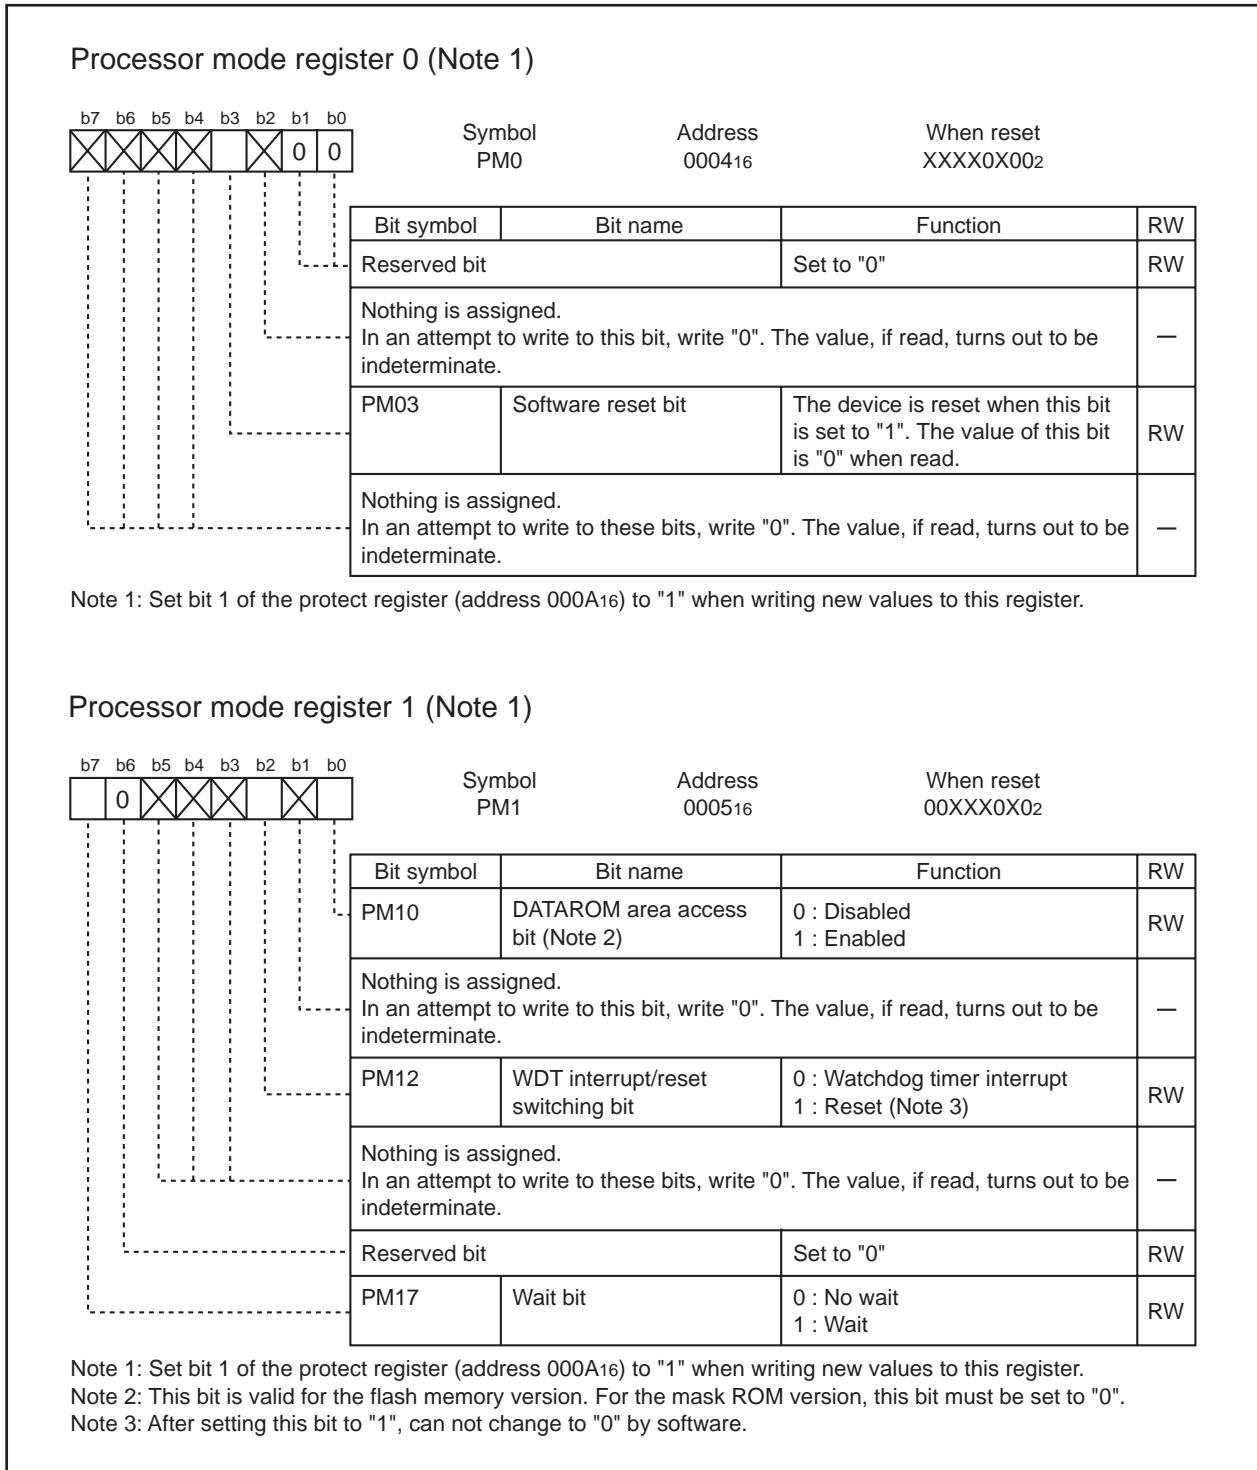 Processor mode register 0 (Note 1)
b7 b6 b5 b4 b3 b2 b1 b0
0 0
Symbol Address When reset
PM0 000416 XXXX0X002
Bit symbol Bit name Function RW
Reserved bit Set to "0" RW
Nothing is assigned.
In an attempt to write to this bit, write "0". The value, if read, turns out to be
indeterminate.
—
PM03 Software reset bit The device is reset when this bit
is set to "1". The value of this bit
is "0" when read.
RW
Nothing is assigned.
In an attempt to write to these bits, write "0". The value, if read, turns out to be
indeterminate.
—
Note 1: Set bit 1 of the protect register (address 000A16) to "1" when writing new values to this register.
Processor mode register 1 (Note 1)
b7 b6 b5 b4 b3 b2 b1 b0
0
Symbol Address When reset
PM1 000516 00XXX0X02
Bit symbol Bit name Function RW
PM10 DATAROM area access 0 : Disabled
bit (Note 2) 1 : Enabled
RW
Nothing is assigned.
In an attempt to write to this bit, write "0". The value, if read, turns out to be
indeterminate.
—
PM12 WDT interrupt/reset 0 : Watchdog timer interrupt
switching bit 1 : Reset (Note 3)
RW
Nothing is assigned.
In an attempt to write to these bits, write "0". The value, if read, turns out to be
indeterminate.
—
Reserved bit Set to "0" RW
PM17 Wait bit 0 : No wait
1 : Wait
RW
Note 1: Set bit 1 of the protect register (address 000A16) to "1" when writing new values to this register.
Note 2: This bit is valid for the flash memory version. For the mask ROM version, this bit must be set to "0".
Note 3: After setting this bit to "1", can not change to "0" by software.